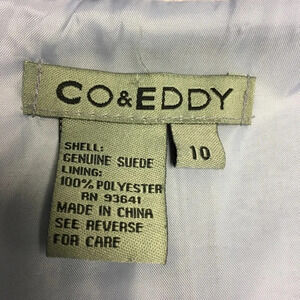 CO&EDDY
10
SHELL:
GENUINE SUEDE
LINING:
100% POLYESTER
RN 93641
MADE IN CHINA
SEE REVERSE
FOR CARE